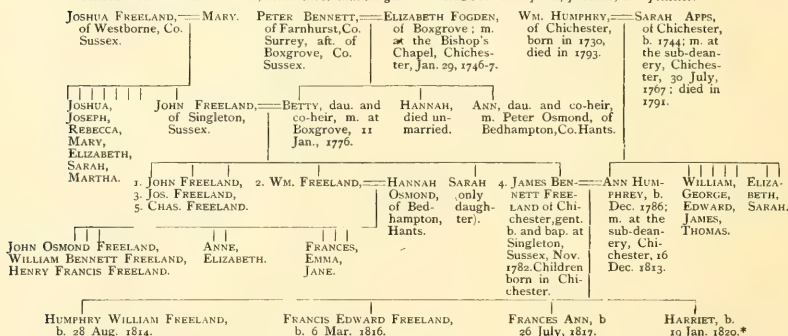 JOSHUA FREELAND,
of Westborne, Co.
Sussex.
MARY.
PETER BENNETT,
of Farnhurst, Co.
Surrey, aft. of
Boxgrove, Co.
Sussex.
ELIZABETH FOGDEN,
of Boxgrove; m.
at the Bishop's
Chapel, Chiches-
ter, Jan. 29, 1746-7.
WM. HUMPHRY,
of Chichester,
born in 1730,
died in 1793.
SARAH APPS,
of Chichester,
b. 1744; m. at
the sub-dean-
ery, Chiches-
ter, 30 July,
1767; died in
1791.
JOSHUA,
JOSEPH,
REBECCA,
MARY,
ELIZABETH,
SARAH,
MARTHA.
JOHN FREELAND,
of Singleton,
Sussex.
BETTY, dau. and
co-heir, m. at
Boxgrove, 11
Jan., 1776.
HANNAH,
died un-
married.
ANN, dau. and co-heir,
m. Peter Osmond, of
Bedhampton, Co. Hants.
1. JOHN FREELAND,
3. JOS. FREELAND.
5. CHAS. FREELAND.
2. WM. FREELAND,
HANNAH
OSMOND,
of Bed-
hampton,
Hants.
SARAH
(only
daugh-
ter).
4. JAMES BEN-
NETT FREE-
LAND of Chi-
chester, gent.
b. and bap. at
Singleton,
Sussex, Nov.
1782. Children
born in Chi-
chester.
ANN HUM-
PHREY, b.
Dec. 1786;
m. at the
sub-dean-
ery, Chi-
chester, 16
Dec. 1813.
WILLIAM,
GEORGE,
EDWARD,
JAMES,
THOMAS.
ELIZA-
BETH,
SARAH.
JOHN OSMOND FREELAND,
WILLIAM BENNETT FREELAND,
HENRY FRANCIS FREELAND.
ANNE,
ELIZABETH.
FRANCES,
EMMA,
JANE.
HUMPHRY WILLIAM FREELAND,
b. 28 Aug. 1814.
FRANCIS EDWARD FREELAND,
b. 6 Mar. 1816.
FRANCES ANN, b
26 July, 1817.
HARRIET, b.
19 Jan. 1820.*